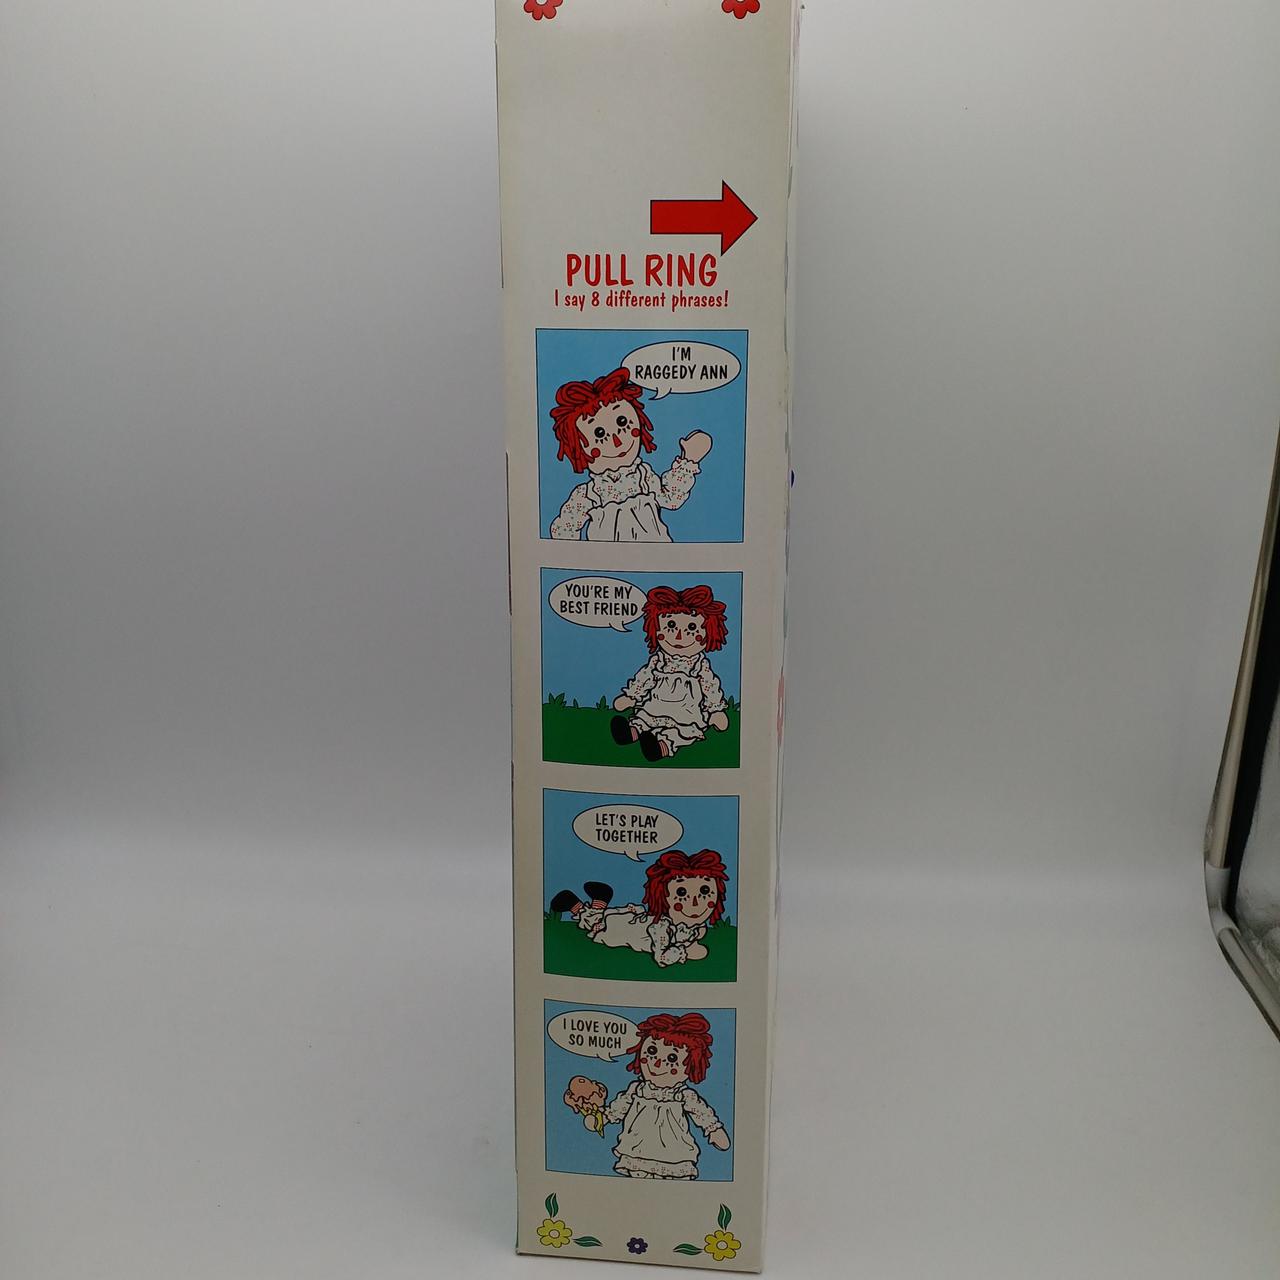 PULL RING
I say 8 different phrases!
I'M
RAGGEDY ANN
YOU'RE MY
BEST FRIEND
LET'S PLAY
TOGETHER
I LOVE YOU
SO MUCH